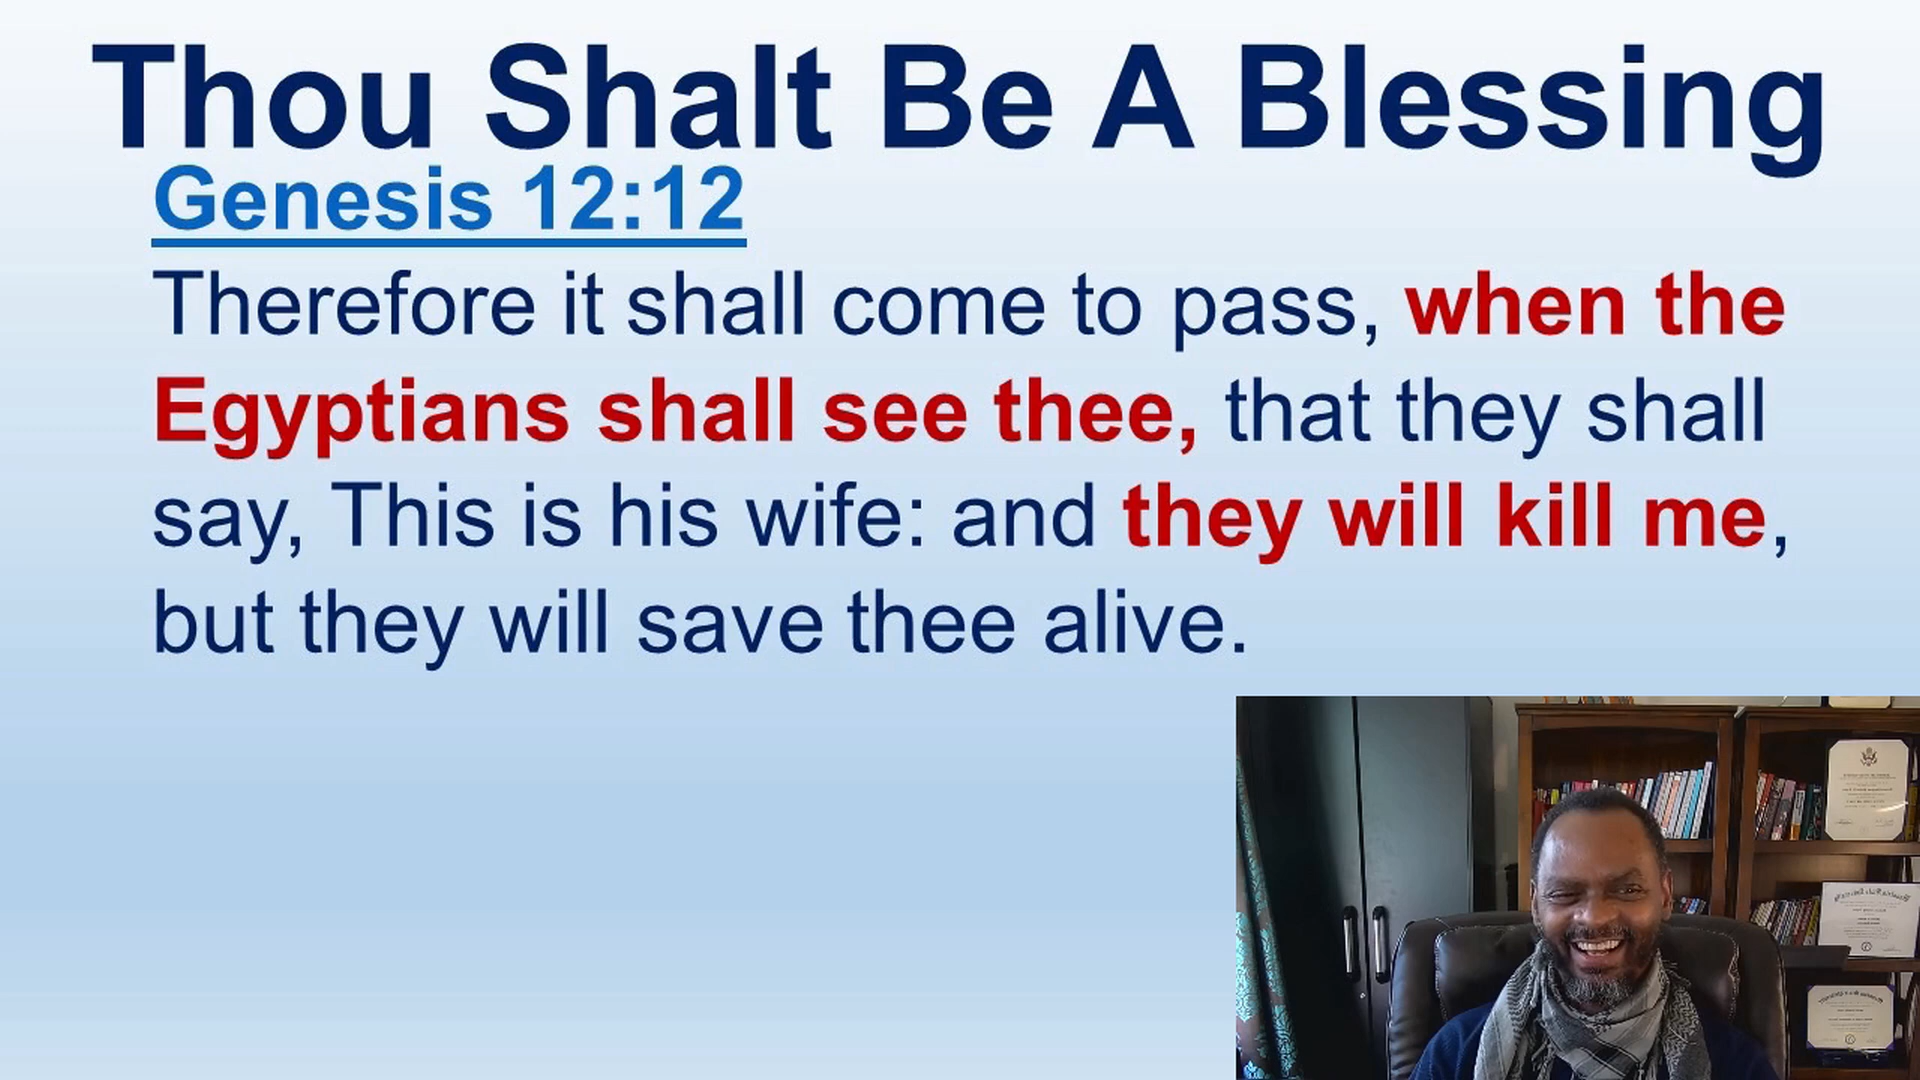 Thou Shalt Be A Blessing
Genesis 12:12
Therefore it shall come to pass, when the
Egyptians shall see thee, that they shall
say, This is his wife: and they will kill me,
but they will save thee alive.